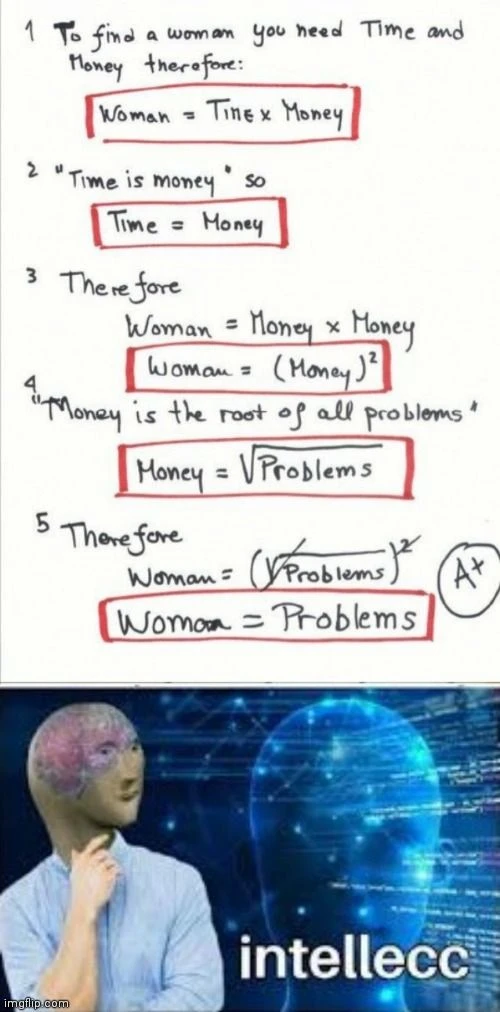 1 To find a woman you need Time and
Money therefore:
Woman = Time x Money
2 "Time is money" so
Time = Money
3 Therefore
Woman = Money x Money
Woman = (Money)²
4
"Money is the root of all problems"
Money = √Problems
5 Therefore
Woman = (√Problems)²
A+
Woman = Problems
intellecc
imgflip.com